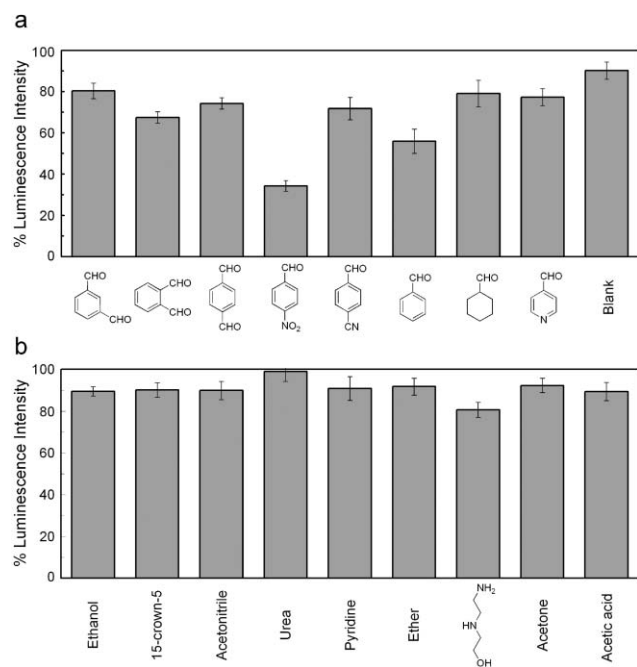 a
% Luminescence Intensity
100
80
60
40
20
0
CHO
CHO
CHO
CHO
CHO
CHO
CHO
NO2
CHO
CN
CHO
CHO
CHO
N
Blank
b
% Luminescence Intensity
100
80
60
40
20
0
Ethanol
15-crown-5
Acetonitrile
Urea
Pyridine
Ether
NH2
HN
OH
Acetone
Acetic acid